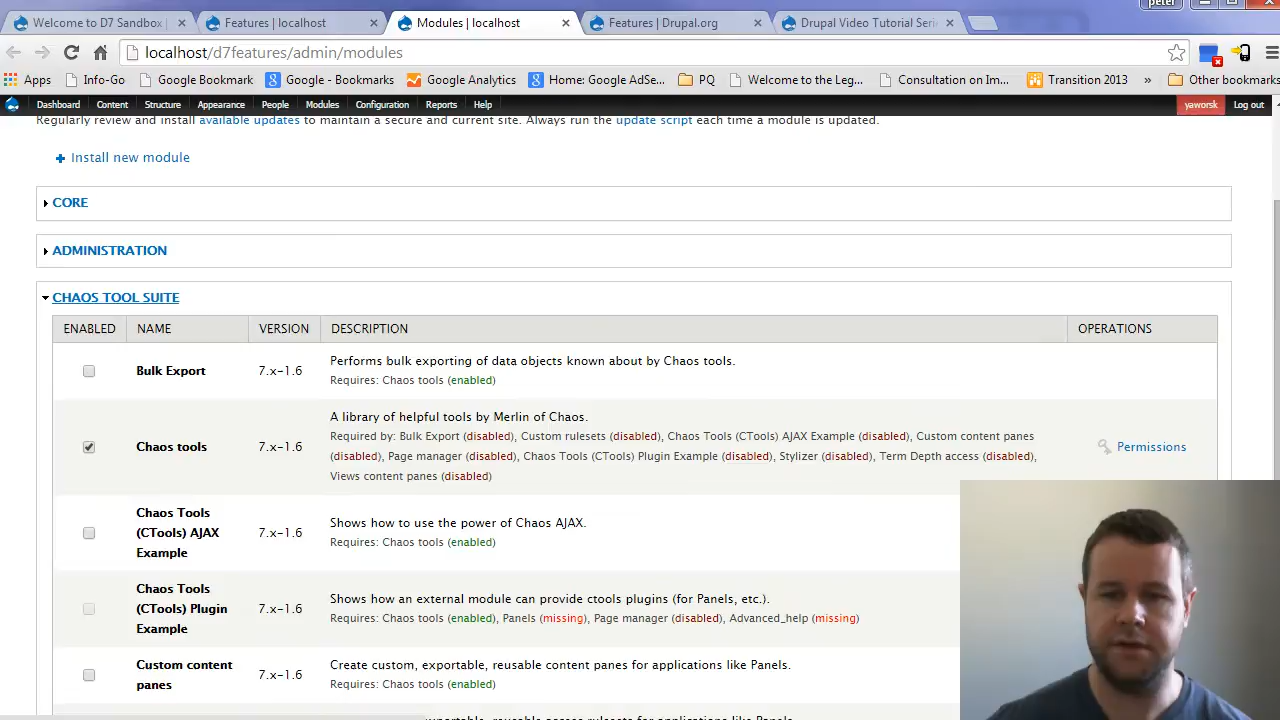 peter
Welcome to D7 Sandbox | Features | localhost Modules | localhost Features | Drupal.org Drupal Video Tutorial Serie
localhost/d7features/admin/modules
Apps Info-Go Google Bookmark Google - Bookmarks Google Analytics Home: Google AdSe... PQ Welcome to the Leg... Consultation on Im... Transition 2013 » Other bookmarks
Dashboard Content Structure Appearance People Modules Configuration Reports Help yaworsk Log out
Regularly review and install available updates to maintain a secure and current site. Always run the update script each time a module is updated.
Install new module
CORE
ADMINISTRATION
CHAOS TOOL SUITE
ENABLED NAME VERSION DESCRIPTION OPERATIONS
Bulk Export 7.x-1.6 Performs bulk exporting of data objects known about by Chaos tools.
Requires: Chaos tools (enabled)
Chaos tools 7.x-1.6 A library of helpful tools by Merlin of Chaos.
Required by: Bulk Export (disabled), Custom rulesets (disabled), Chaos Tools (CTools) AJAX Example (disabled), Custom content panes
(disabled), Page manager (disabled), Chaos Tools (CTools) Plugin Example (disabled), Stylizer (disabled), Term Depth access (disabled),
Views content panes (disabled)
Permissions
Chaos Tools
(CTools) AJAX
Example
7.x-1.6
Shows how to use the power of Chaos AJAX.
Requires: Chaos tools (enabled)
Chaos Tools
(CTools) Plugin
Example
7.x-1.6
Shows how an external module can provide ctools plugins (for Panels, etc.).
Requires: Chaos tools (enabled), Panels (missing), Page manager (disabled), Advanced_help (missing)
Custom content
panes
7.x-1.6
Create custom, exportable, reusable content panes for applications like Panels.
Requires: Chaos tools (enabled)
reusable access rulesets for applications like Panels.